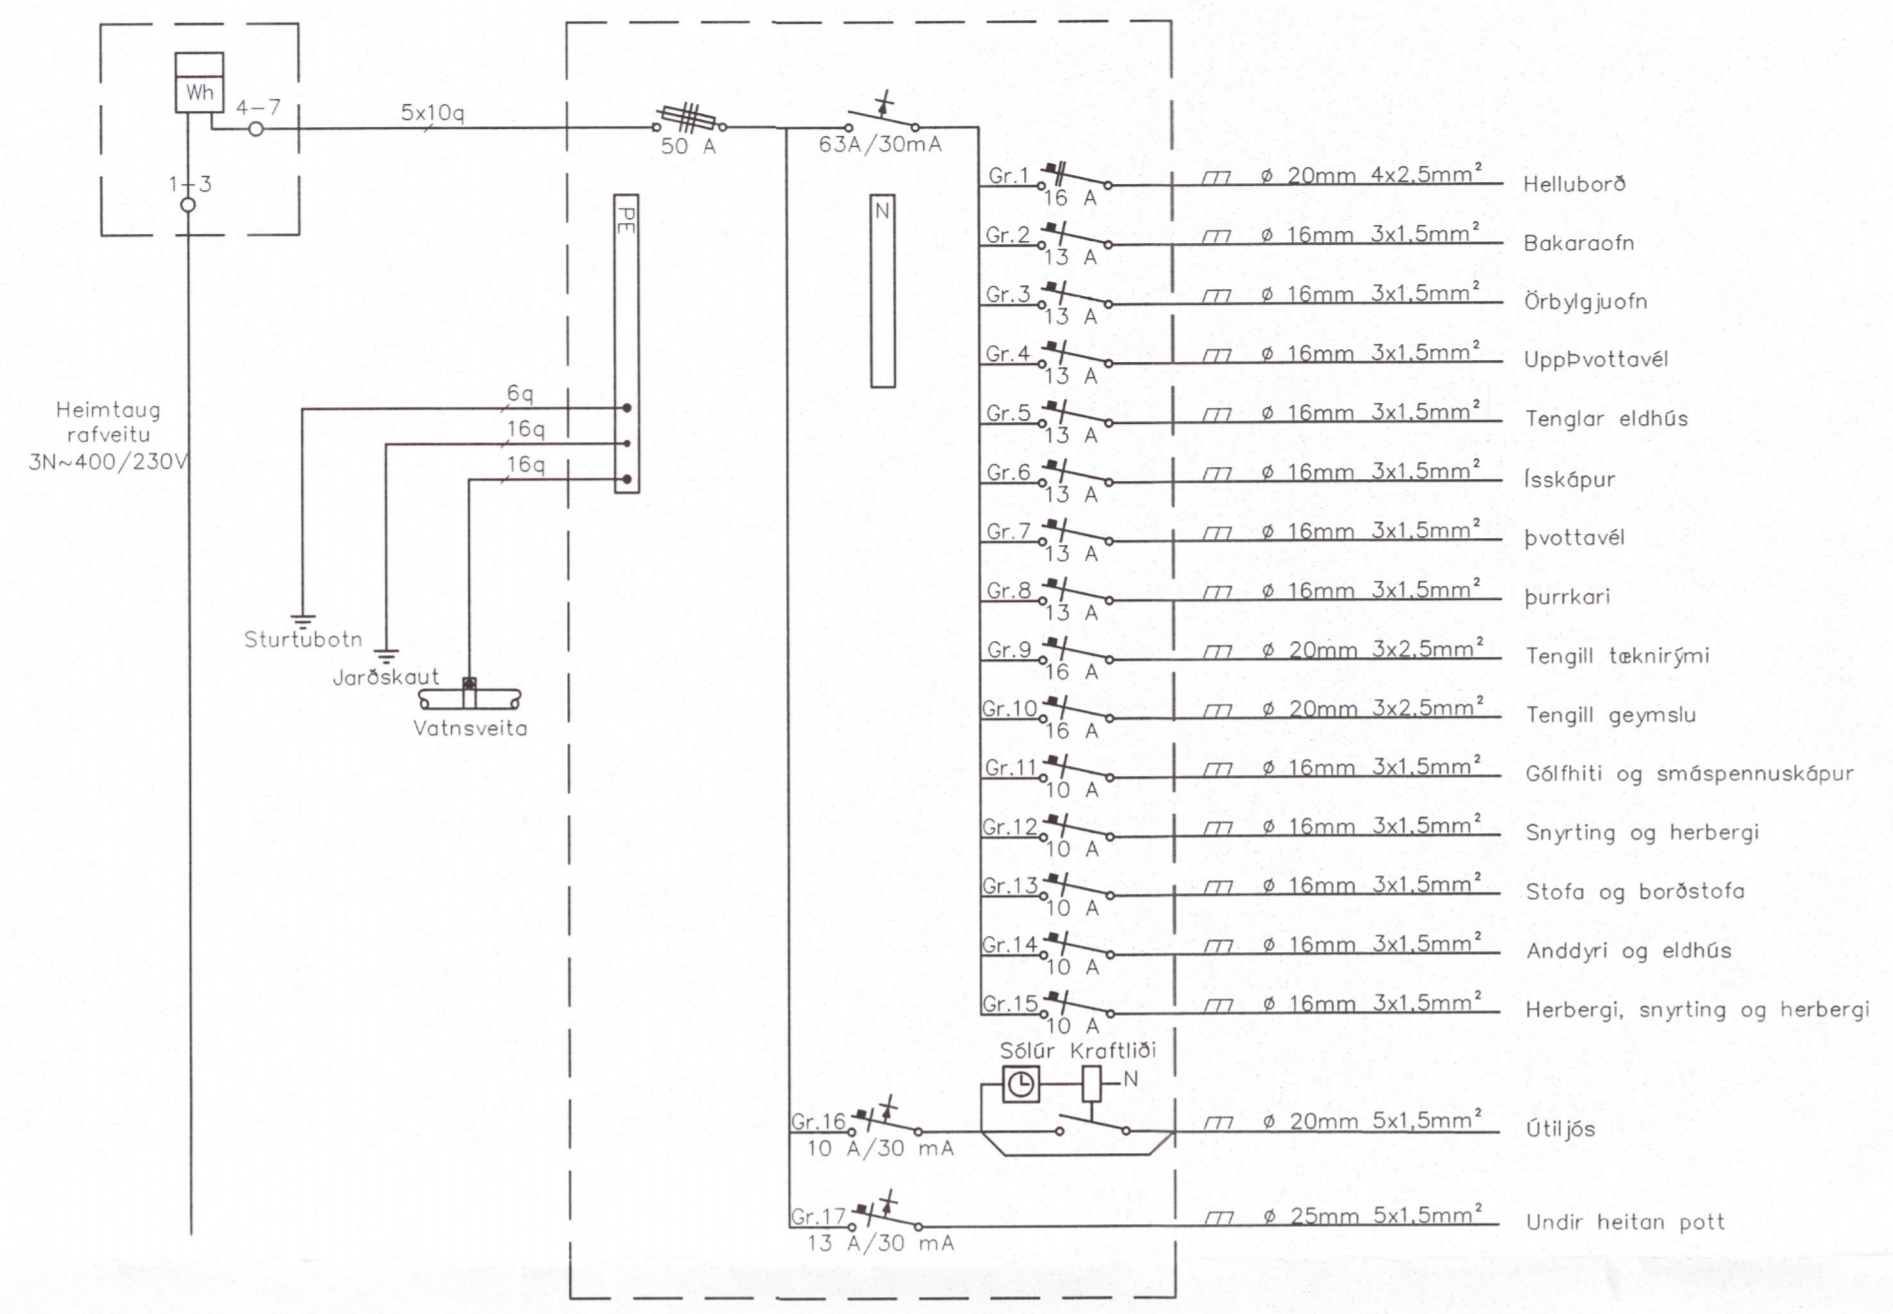 Wh
4-7
5x10q
1-3
50 A
63A/30mA
PE
N
Gr.1
16 A
ø 20mm 4x2,5mm²
Helluborð
Gr.2
13 A
ø 16mm 3x1,5mm²
Bakaraofn
Gr.3
13 A
ø 16mm 3x1,5mm²
Örbylgjuofn
Gr.4
13 A
ø 16mm 3x1,5mm²
UppÞvottavél
Gr.5
13 A
ø 16mm 3x1,5mm²
Tenglar eldhús
Gr.6
13 A
ø 16mm 3x1,5mm²
Ísskápur
Gr.7
13 A
ø 16mm 3x1,5mm²
þvottavél
Gr.8
13 A
ø 16mm 3x1,5mm²
þurrkari
Gr.9
16 A
ø 20mm 3x2,5mm²
Tengill tæknirými
Gr.10
16 A
ø 20mm 3x2,5mm²
Tengill geymslu
Gr.11
10 A
ø 16mm 3x1,5mm²
Gólfhiti og smáspennuskápur
Gr.12
10 A
ø 16mm 3x1,5mm²
Snyrting og herbergi
Gr.13
10 A
ø 16mm 3x1,5mm²
Stofa og borðstofa
Gr.14
10 A
ø 16mm 3x1,5mm²
Anddyri og eldhús
Gr.15
10 A
ø 16mm 3x1,5mm²
Herbergi, snyrting og herbergi
Sólúr Kraftliði
N
Gr.16
10 A/30 mA
ø 20mm 5x1,5mm²
Útiljós
Gr.17
13 A/30 mA
ø 25mm 5x1,5mm²
Undir heitan pott
Heimtaug
rafveitu
3N~400/230V
6q
16q
16q
Sturtubotn
Jarðskaut
Vatnsveita